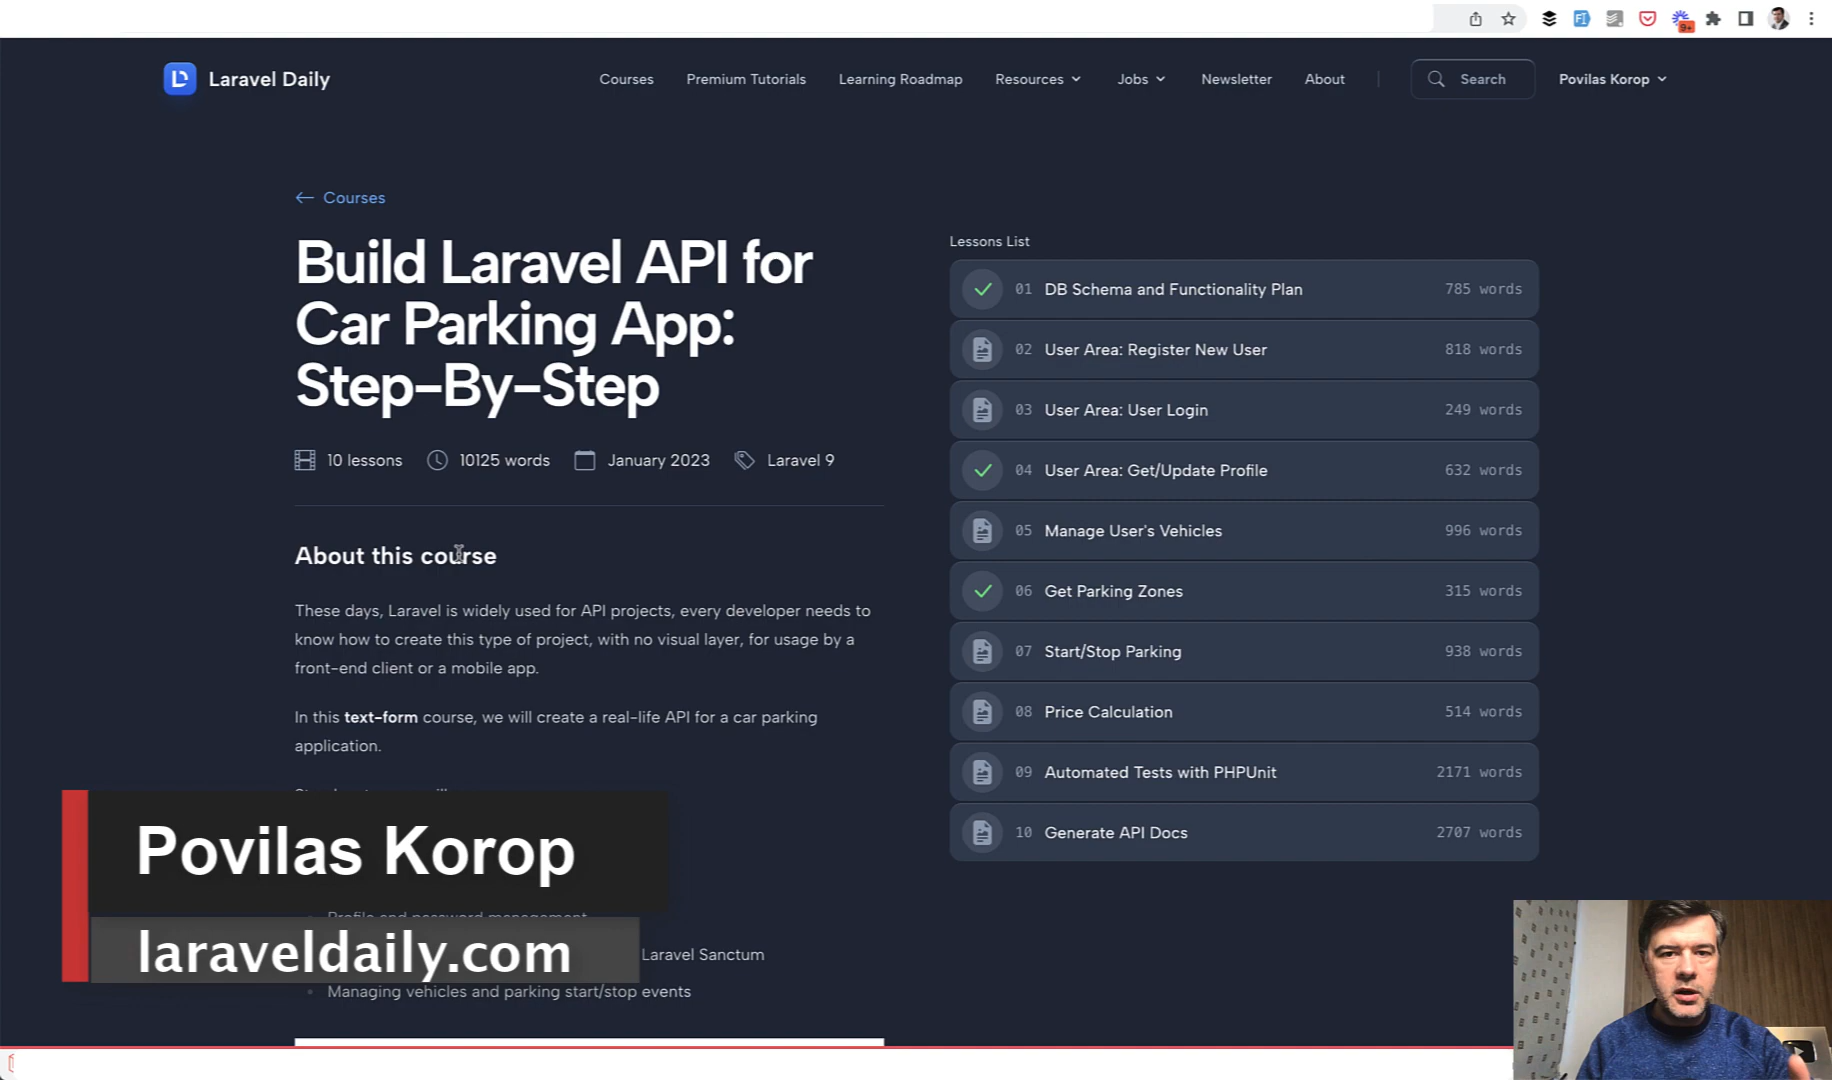 Laravel Daily
Courses
Premium Tutorials
Learning Roadmap
Resources
Jobs
Newsletter
About
Search
Povilas Korop
9+
← Courses
Build Laravel API for
Car Parking App:
Step-By-Step
10 lessons
10125 words
January 2023
Laravel 9
About this course
These days, Laravel is widely used for API projects, every developer needs to
know how to create this type of project, with no visual layer, for usage by a
front-end client or a mobile app.
In this text-form course, we will create a real-life API for a car parking
application.
Profile and password management
Laravel Sanctum
Managing vehicles and parking start/stop events
Lessons List
01 DB Schema and Functionality Plan 785 words
02 User Area: Register New User 818 words
03 User Area: User Login 249 words
04 User Area: Get/Update Profile 632 words
05 Manage User's Vehicles 996 words
06 Get Parking Zones 315 words
07 Start/Stop Parking 938 words
08 Price Calculation 514 words
09 Automated Tests with PHPUnit 2171 words
10 Generate API Docs 2707 words
Povilas Korop
laraveldaily.com